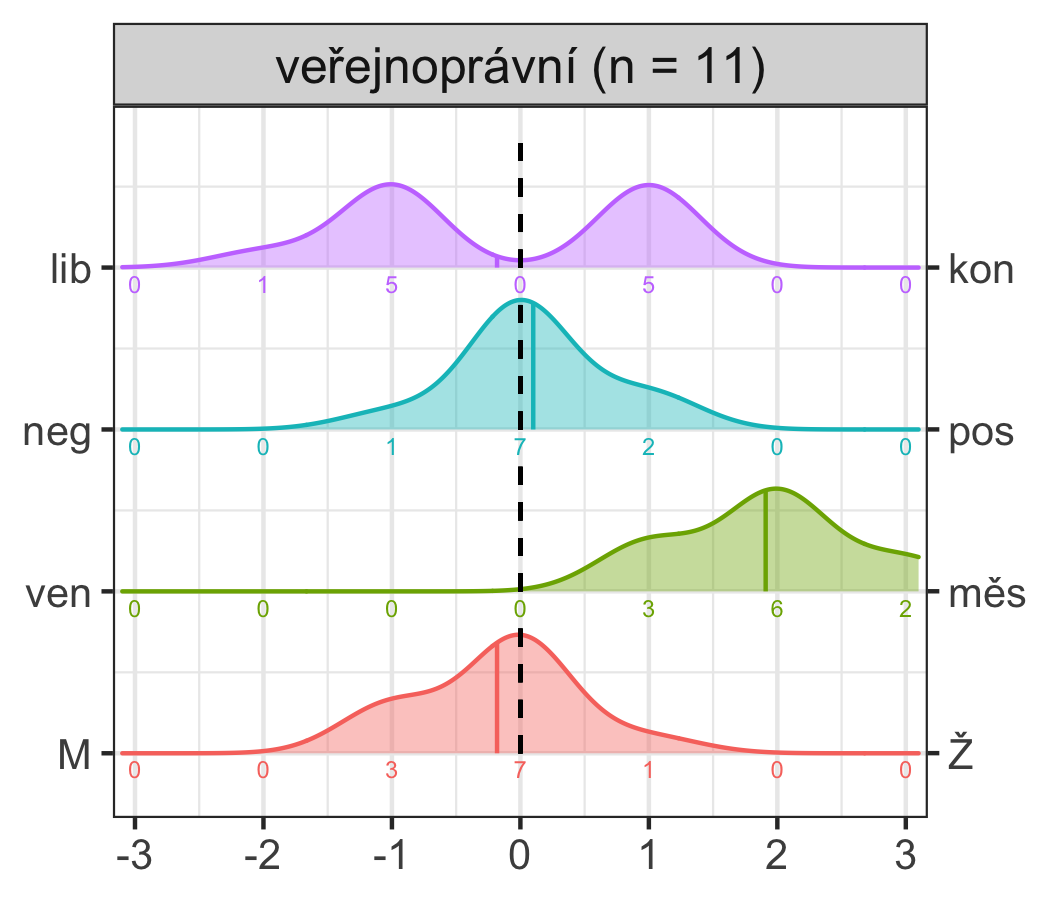 veřejnoprávní (n = 11)
lib kon
0 1 5 0 5 0 0
neg pos
0 0 1 7 2 0 0
ven měs
0 0 0 0 3 6 2
M Ž
0 0 3 7 1 0 0
-3 -2 -1 0 1 2 3